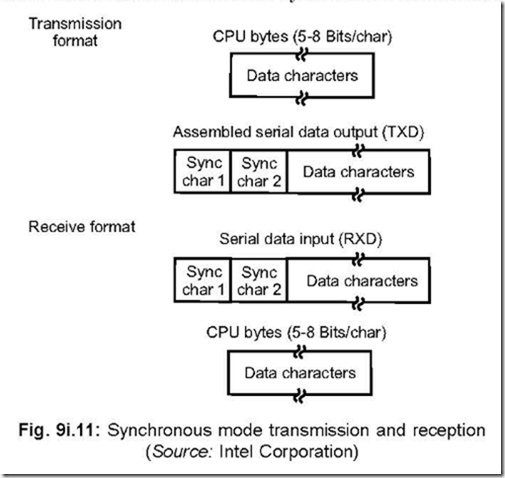 Transmission
format
CPU bytes (5-8 Bits/char)
Data characters
Assembled serial data output (TXD)
Sync
char 1
Sync
char 2
Data characters
Receive format
Serial data input (RXD)
Sync
char 1
Sync
char 2
Data characters
CPU bytes (5-8 Bits/char)
Data characters
Fig. 9i.11: Synchronous mode transmission and reception
(Source: Intel Corporation)